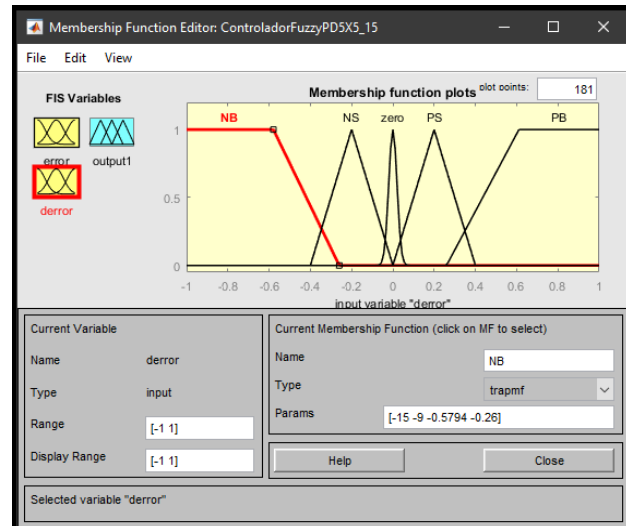 Membership Function Editor: ControladorFuzzyPD5X5_15
File Edit View
FIS Variables
Membership function plots plot points: 181
error output1
derror
NB NS zero PS PB
1
0.5
0
-1 -0.8 -0.6 -0.4 -0.2 0 0.2 0.4 0.6 0.8 1
input variable "derror"
Current Variable
Name derror
Type input
Range [-1 1]
Display Range [-1 1]
Current Membership Function (click on MF to select)
Name NB
Type trapmf
Params [-15 -9 -0.5794 -0.26]
Help Close
Selected variable "derror"